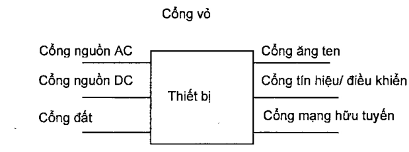 Cổng vỏ
Cổng nguồn AC
Cổng ăng ten
Cổng nguồn DC
Thiết bị
Cổng tín hiệu/ điều khiển
Cổng đất
Cổng mạng hữu tuyến